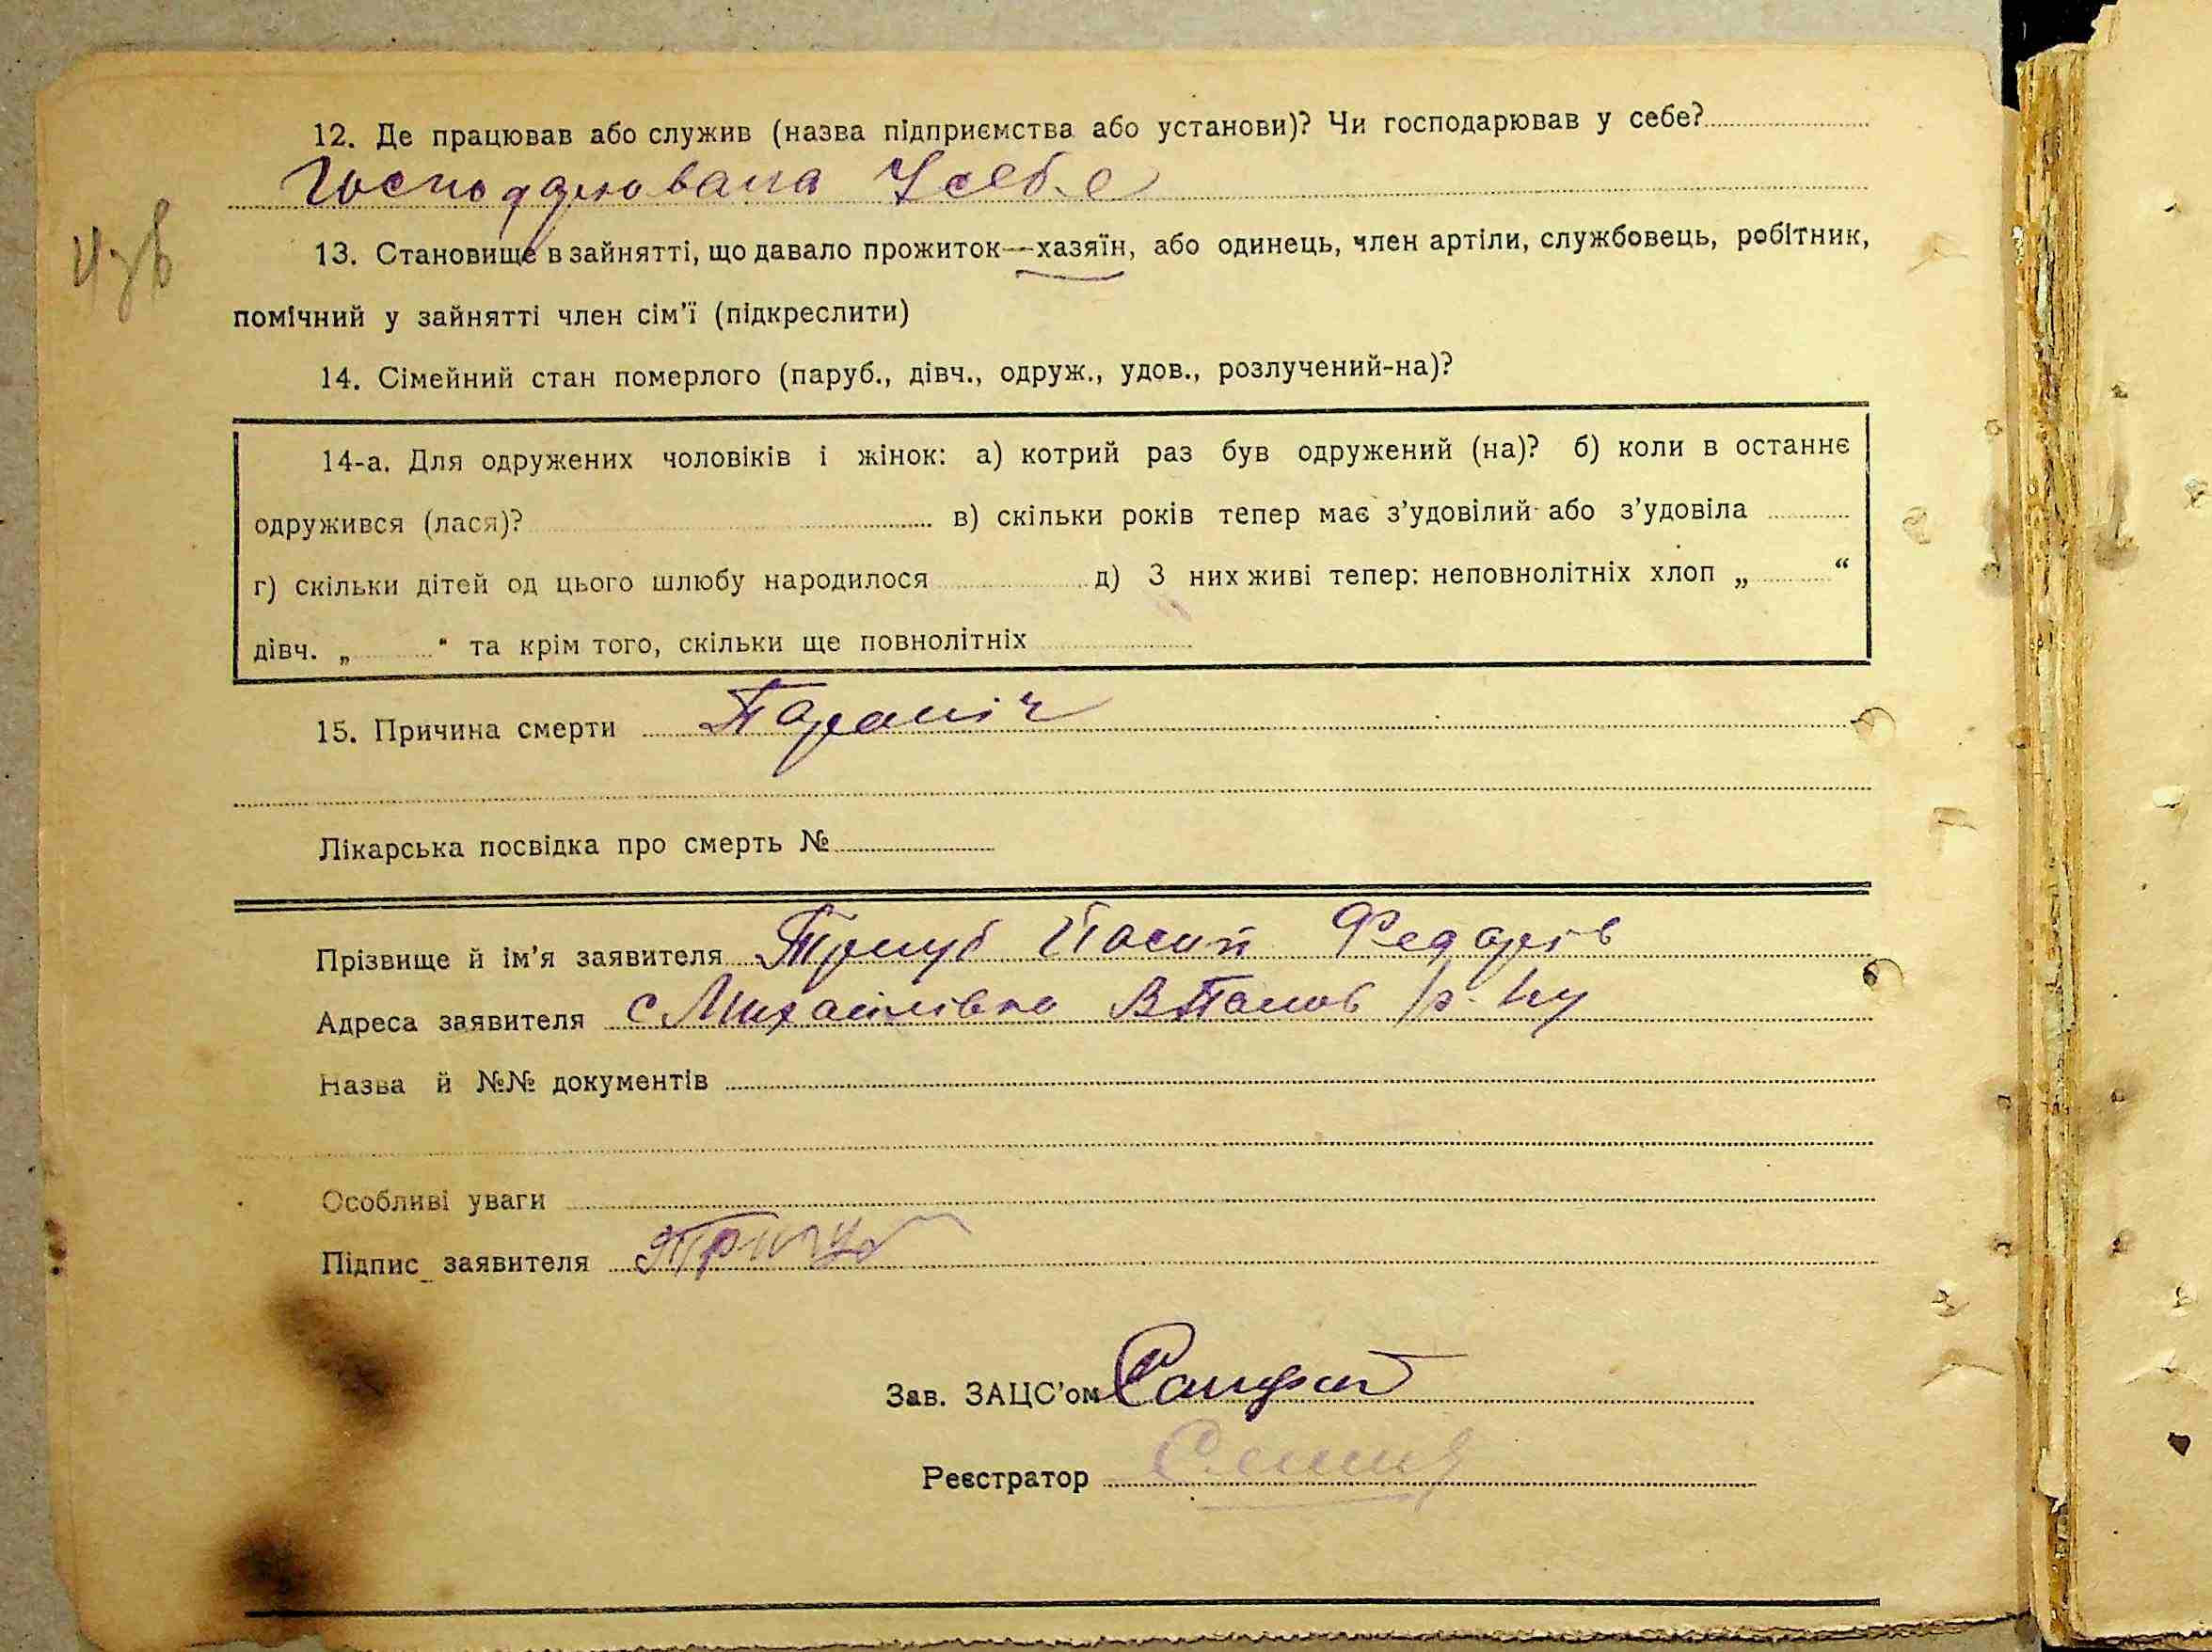 12. Де працював або служив (назва підприємства або установи)? Чи господарював у себе?
Господарювала У себе
13. Становище в зайнятті, що давало прожиток—хазяїн, або одинець, член артіли, службовець, робітник,
помічний у зайнятті член сім'ї (підкреслити)
14. Сімейний стан померлого (паруб., дівч., одруж., удов., розлучений-на)?
14-а. Для одружених чоловіків і жінок: а) котрий раз був одружений (на)? б) коли в останнє
одружився (лася)? в) скільки років тепер має з'удовілий або з'удовіла
г) скільки дітей од цього шлюбу народилося д) З них живі тепер: неповнолітніх хлоп „ “
дівч. „ “ та крім того, скільки ще повнолітніх
15. Причина смерти Параліч
Лікарська посвідка про смерть №
Прізвище й ім'я заявителя Йосип Федорів
Адреса заявителя с Михайлівка р-ну
Назва й №№ документів
Особливі уваги
Підпис заявителя
Зав. ЗАЦС'ом
Реєстратор